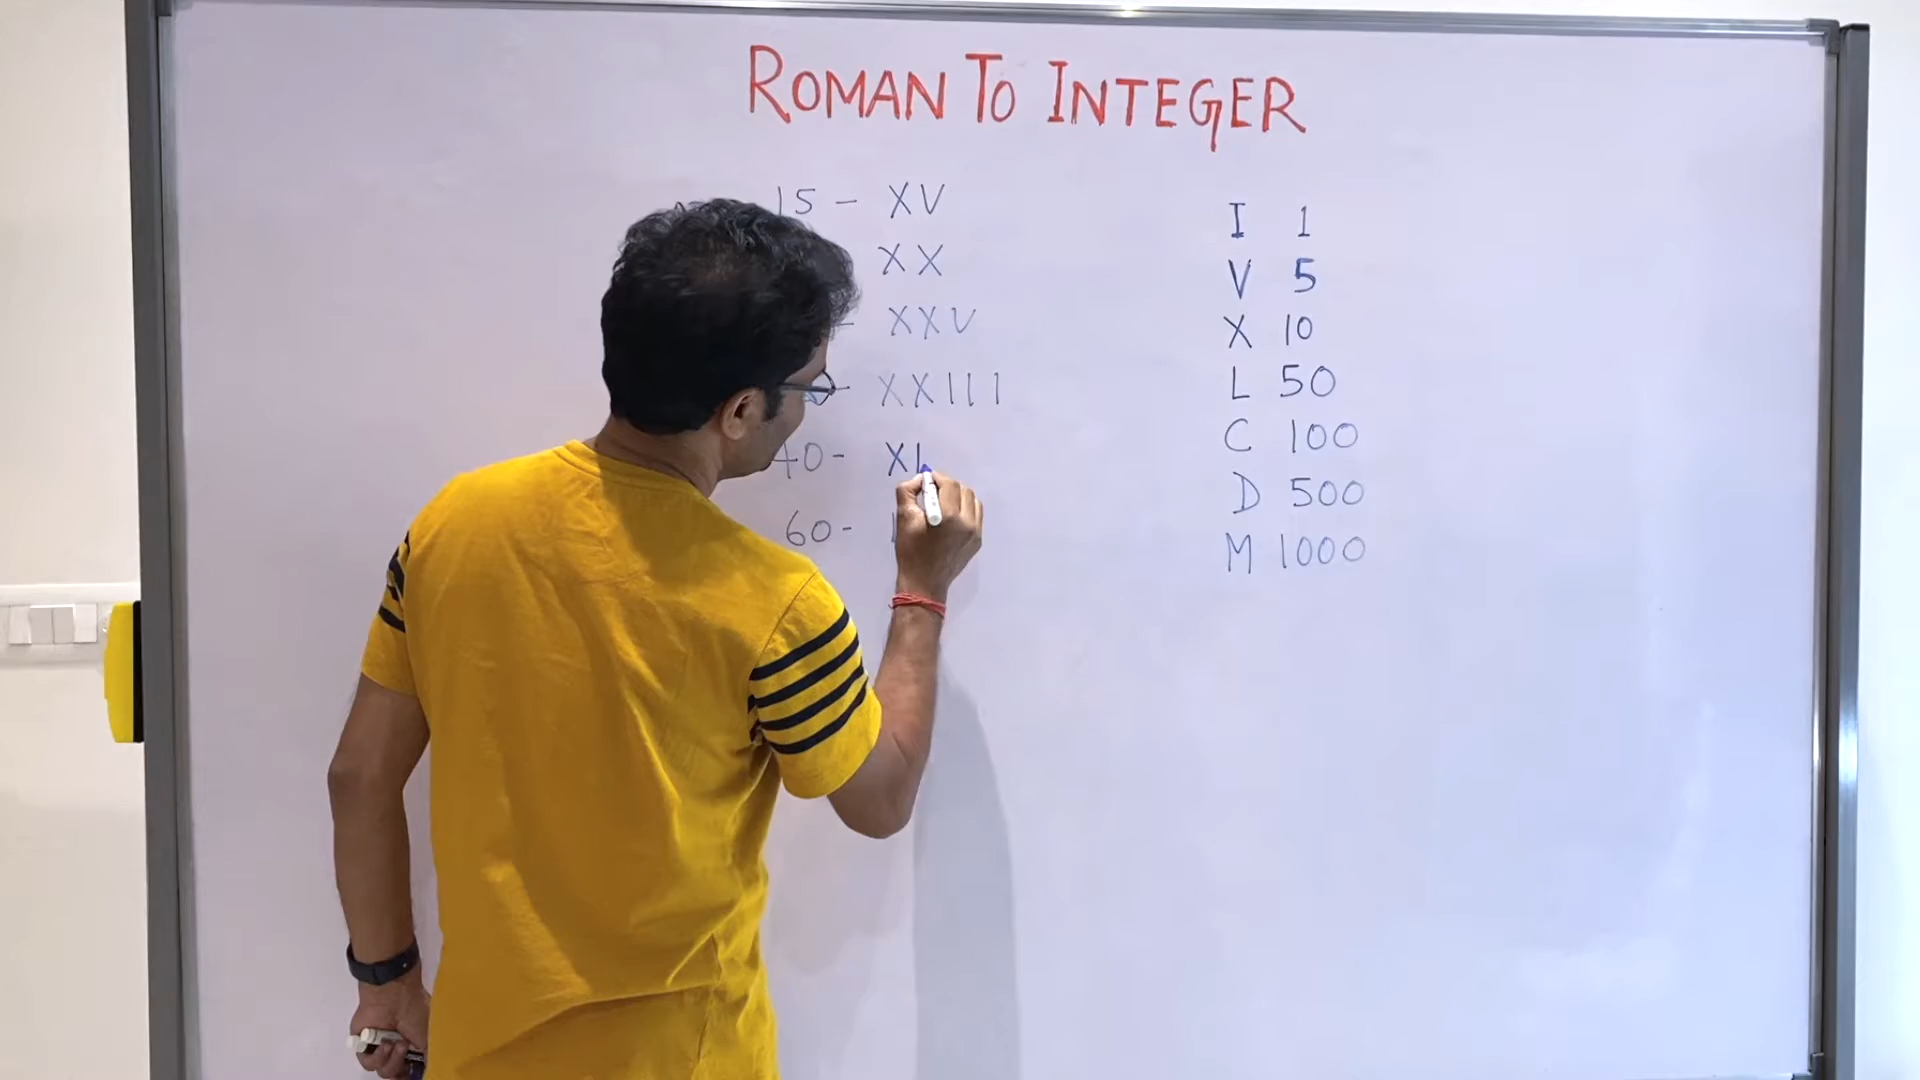 ROMAN TO INTEGER
15 - XV
XX
- XXV
- XXIII
40 - XL
60 -
I 1
V 5
X 10
L 50
C 100
D 500
M 1000